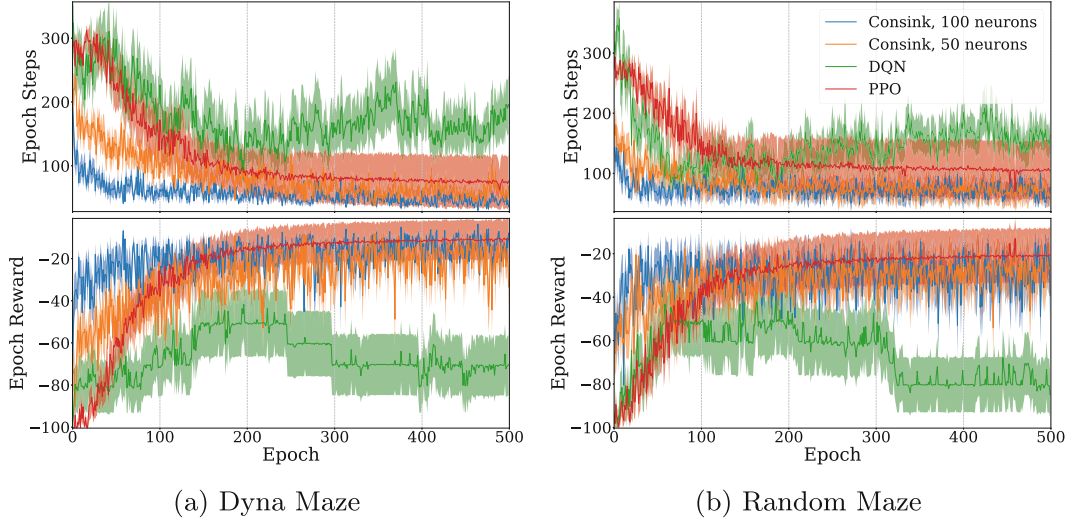 Epoch Steps
300
200
100
Epoch Reward
−20
−40
−60
−80
−100
0 100 200 300 400 500
Epoch
(a) Dyna Maze
Epoch Steps
300
200
100
Consink, 100 neurons
Consink, 50 neurons
DQN
PPO
Epoch Reward
−20
−40
−60
−80
−100
0 100 200 300 400 500
Epoch
(b) Random Maze